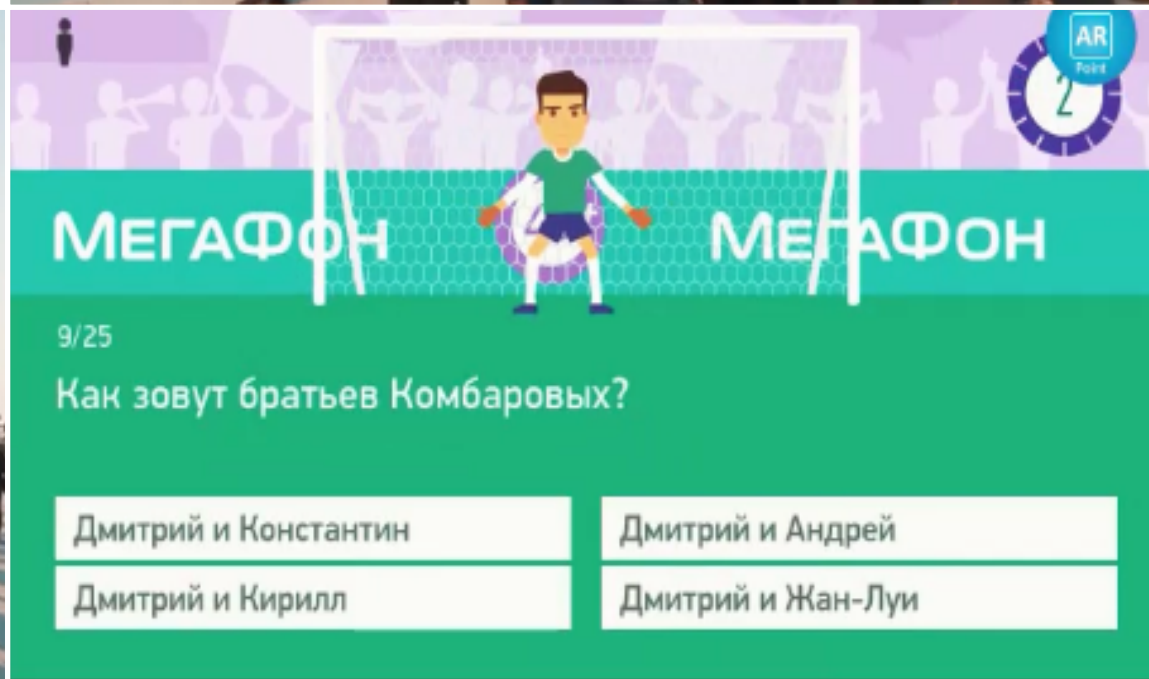 AR
Point
2
МЕГАФОН МЕГАФОН
9/25
Как зовут братьев Комбаровых?
Дмитрий и Константин
Дмитрий и Андрей
Дмитрий и Кирилл
Дмитрий и Жан-Луи